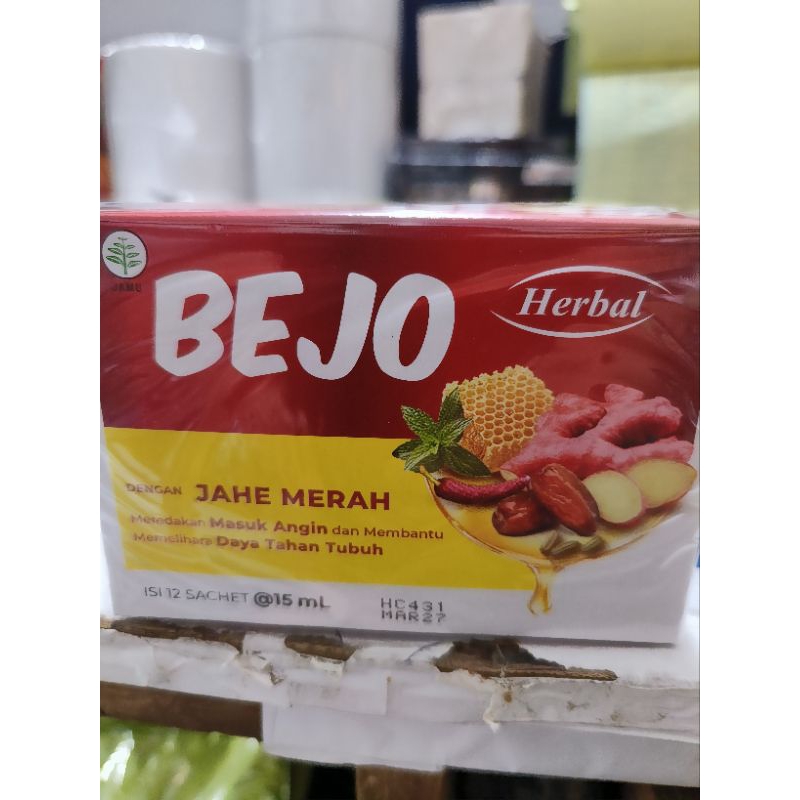 JAMU
BEJO
Herbal
DENGAN JAHE MERAH
Meredakan Masuk Angin dan Membantu
Memelihara Daya Tahan Tubuh
ISI 12 SACHET @15 mL
HC431
MAR27